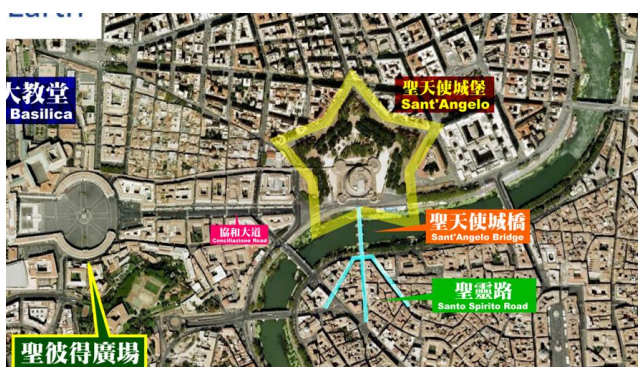 Earth
大教堂
Basilica
聖天使城堡
Sant'Angelo
聖天使城橋
Sant'Angelo Bridge
協和大道
Conciliazione Road
聖靈路
Santo Spirito Road
聖彼得廣場